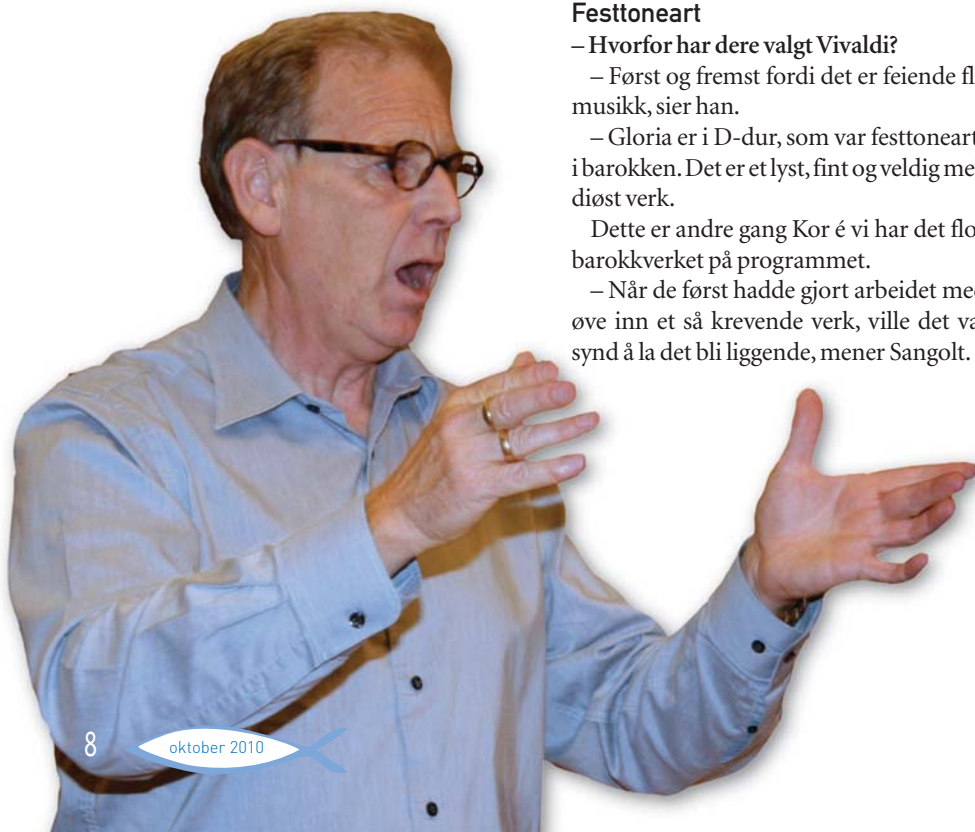 Festtoneart
– Hvorfor har dere valgt Vivaldi?
– Først og fremst fordi det er feiende
musikk, sier han.
– Gloria er i D-dur, som var festtoneart
i barokken. Det er et lyst, fint og veldig
diøst verk.
Dette er andre gang Kor é vi har det
barokkverket på programmet.
– Når de først hadde gjort arbeidet
øve inn et så krevende verk, ville det
synd å la det bli liggende, mener Sangolt.
8
oktober 2010